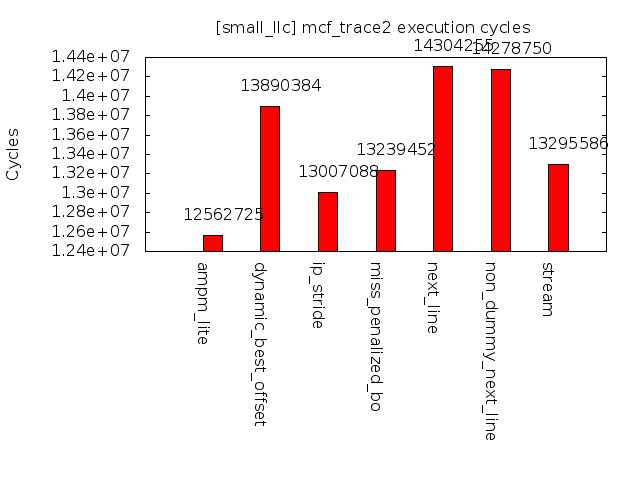 [small_llc] mcf_trace2 execution cycles
Cycles
1.44e+07
1.42e+07
1.4e+07
1.38e+07
1.36e+07
1.34e+07
1.32e+07
1.3e+07
1.28e+07
1.26e+07
1.24e+07
12562725
13890384
13007088
13239452
14304255
14278750
13295586
ampm_lite
dynamic_best_offset
ip_stride
miss_penalized_bo
next_line
non_dummy_next_line
stream